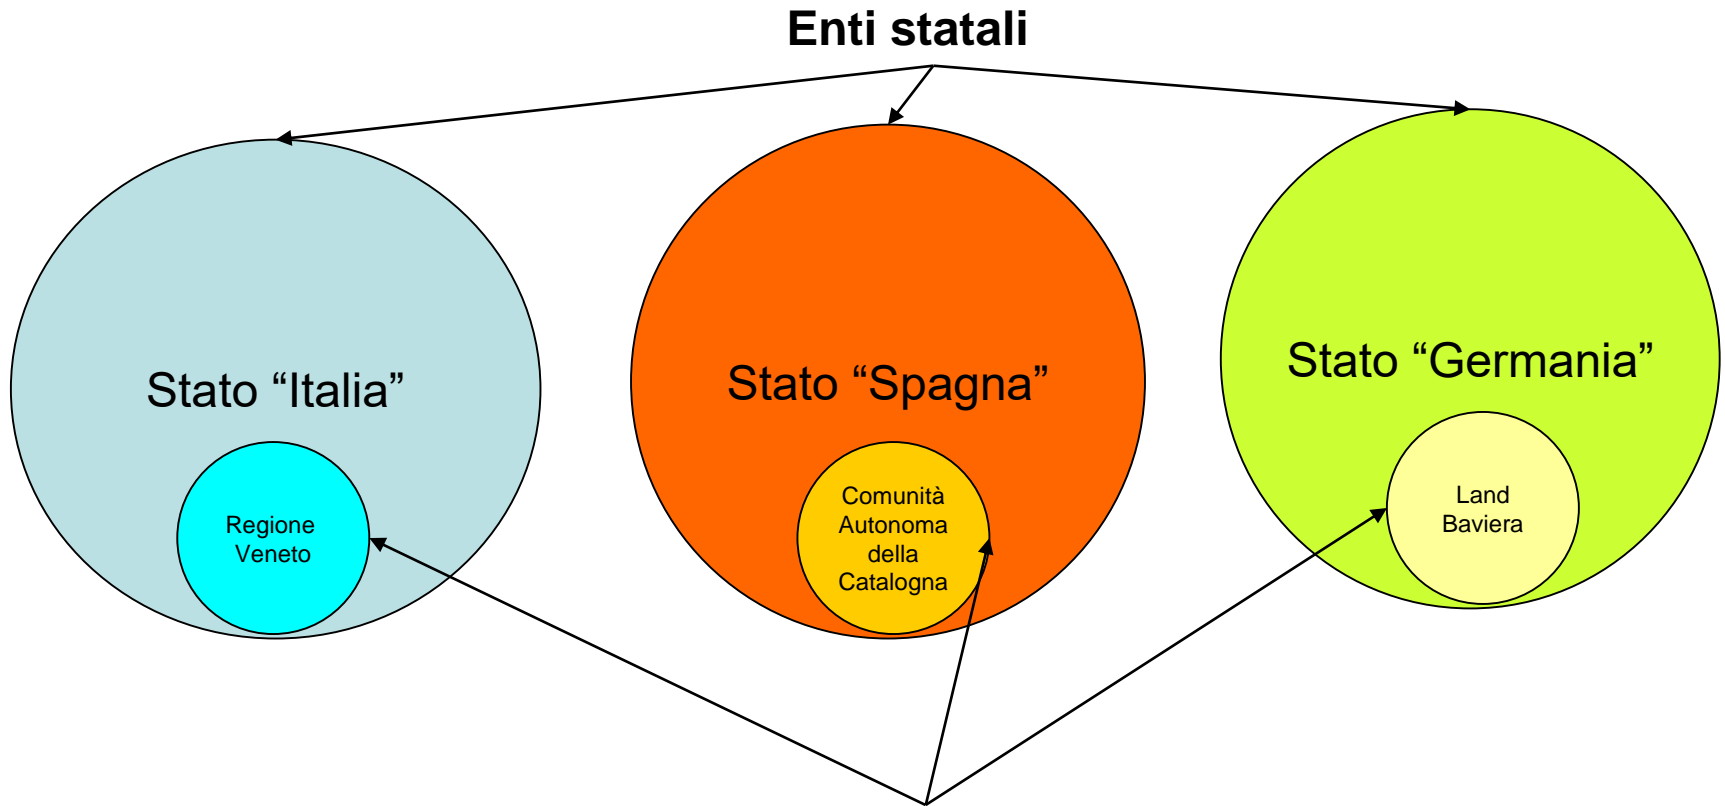 Enti statali
Stato “Italia”
Stato “Spagna”
Stato “Germania”
Regione
Veneto
Comunità
Autonoma
della
Catalogna
Land
Baviera